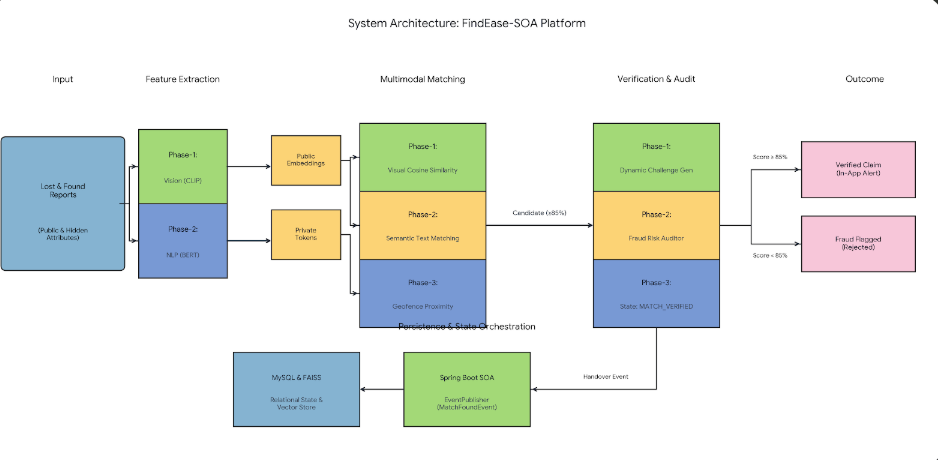 System Architecture: FindEase-SOA Platform
Input
Feature Extraction
Multimodal Matching
Verification & Audit
Outcome
Lost & Found
Reports
(Public & Hidden
Attributes)
Phase-1:
Vision (CLIP)
Phase-2:
NLP (BERT)
Public
Embeddings
Private
Tokens
Phase-1:
Visual Cosine Similarity
Phase-2:
Semantic Text Matching
Phase-3:
Geofence Proximity
Candidate (≥85%)
Phase-1:
Dynamic Challenge Gen
Phase-2:
Fraud Risk Auditor
Phase-3:
State: MATCH_VERIFIED
Score ≥ 85%
Verified Claim
(In-App Alert)
Fraud Flagged
(Rejected)
Score < 85%
Persistence & State Orchestration
MySQL & FAISS
Relational State &
Vector Store
Spring Boot SOA
EventPublisher
(MatchFoundEvent)
Handover Event